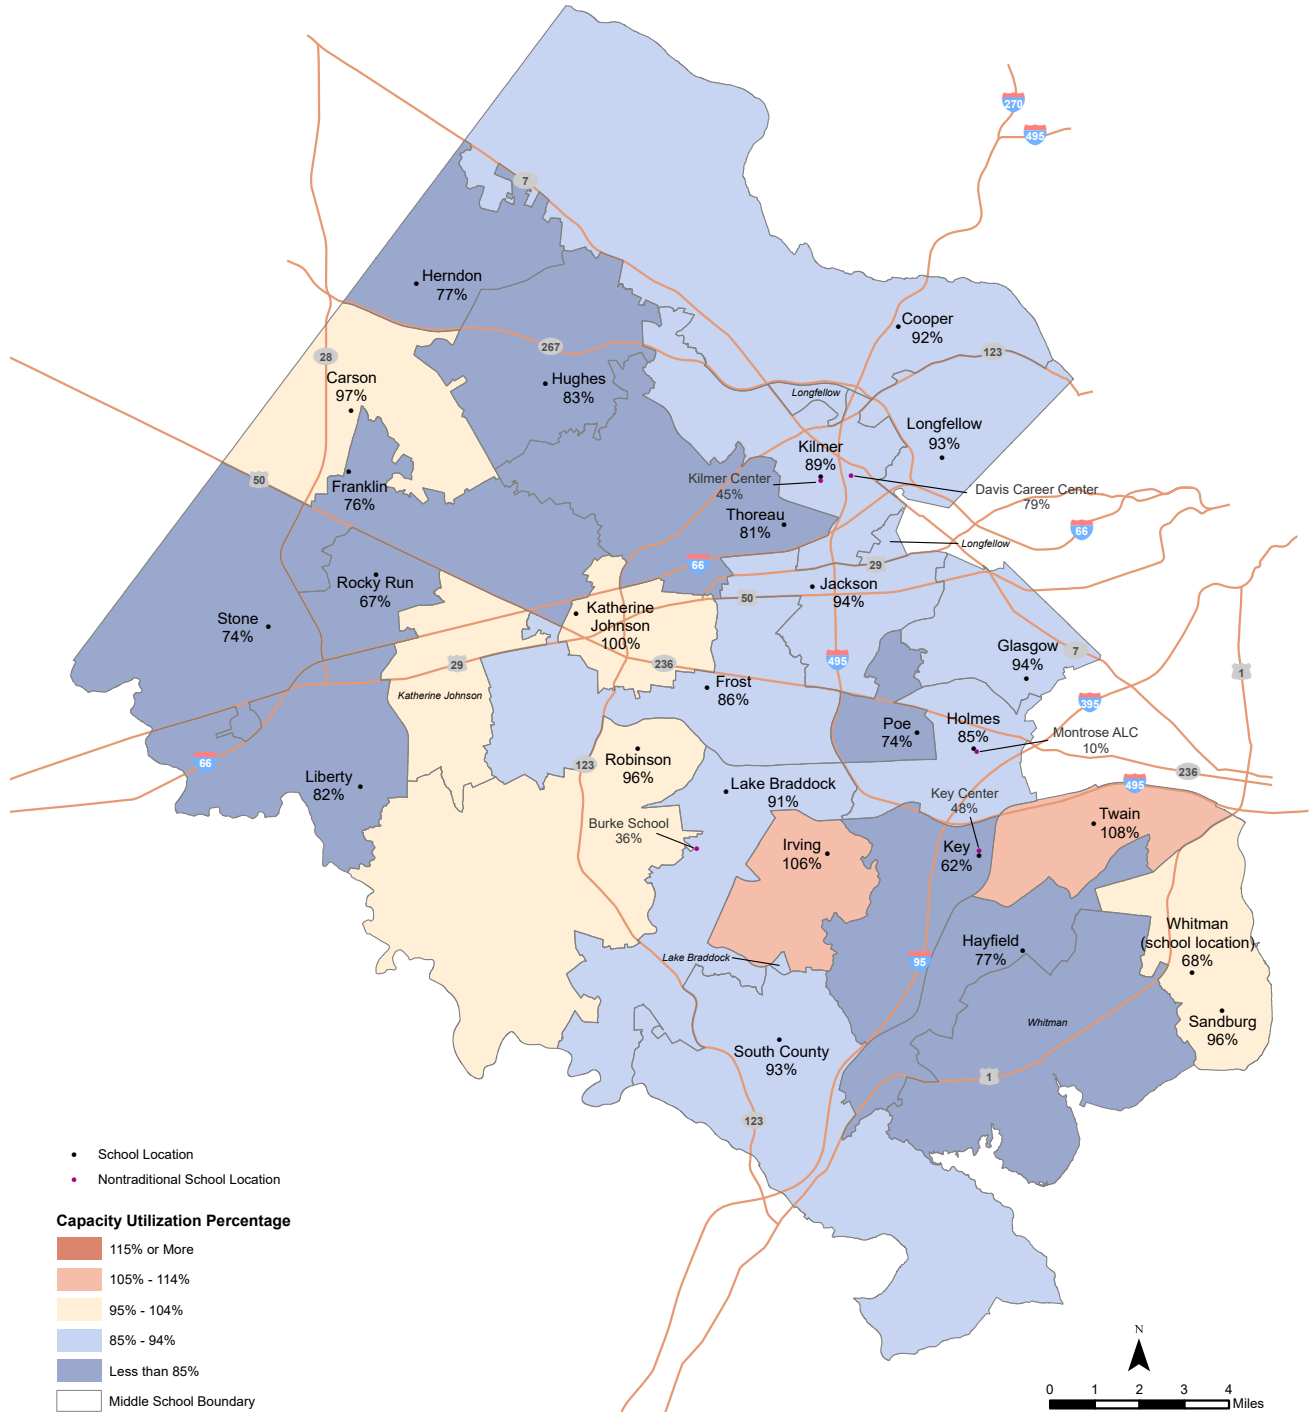 270
495
7
Herndon
77%
Cooper
92%
123
28
267
Carson
97%
Hughes
83%
Longfellow
Longfellow
93%
Kilmer
89%
50
Franklin
76%
Kilmer Center
45%
Davis Career Center
79%
Thoreau
81%
66
Longfellow
66
29
Rocky Run
67%
Jackson
94%
50
Katherine
Johnson
100%
Stone
74%
29
236
495
Glasgow
94%
7
1
Katherine Johnson
Frost
86%
395
Poe
74%
Holmes
85%
Montrose ALC
10%
66
123
Robinson
96%
236
Liberty
82%
Lake Braddock
91%
495
Key Center
48%
Burke School
36%
Twain
108%
Irving
106%
Key
62%
Whitman
(school location)
68%
Hayfield
77%
Lake Braddock
95
Whitman
Sandburg
96%
South County
93%
1
123
School Location
Nontraditional School Location
Capacity Utilization Percentage
115% or More
105% - 114%
95% - 104%
85% - 94%
Less than 85%
Middle School Boundary
N
0 1 2 3 4
Miles